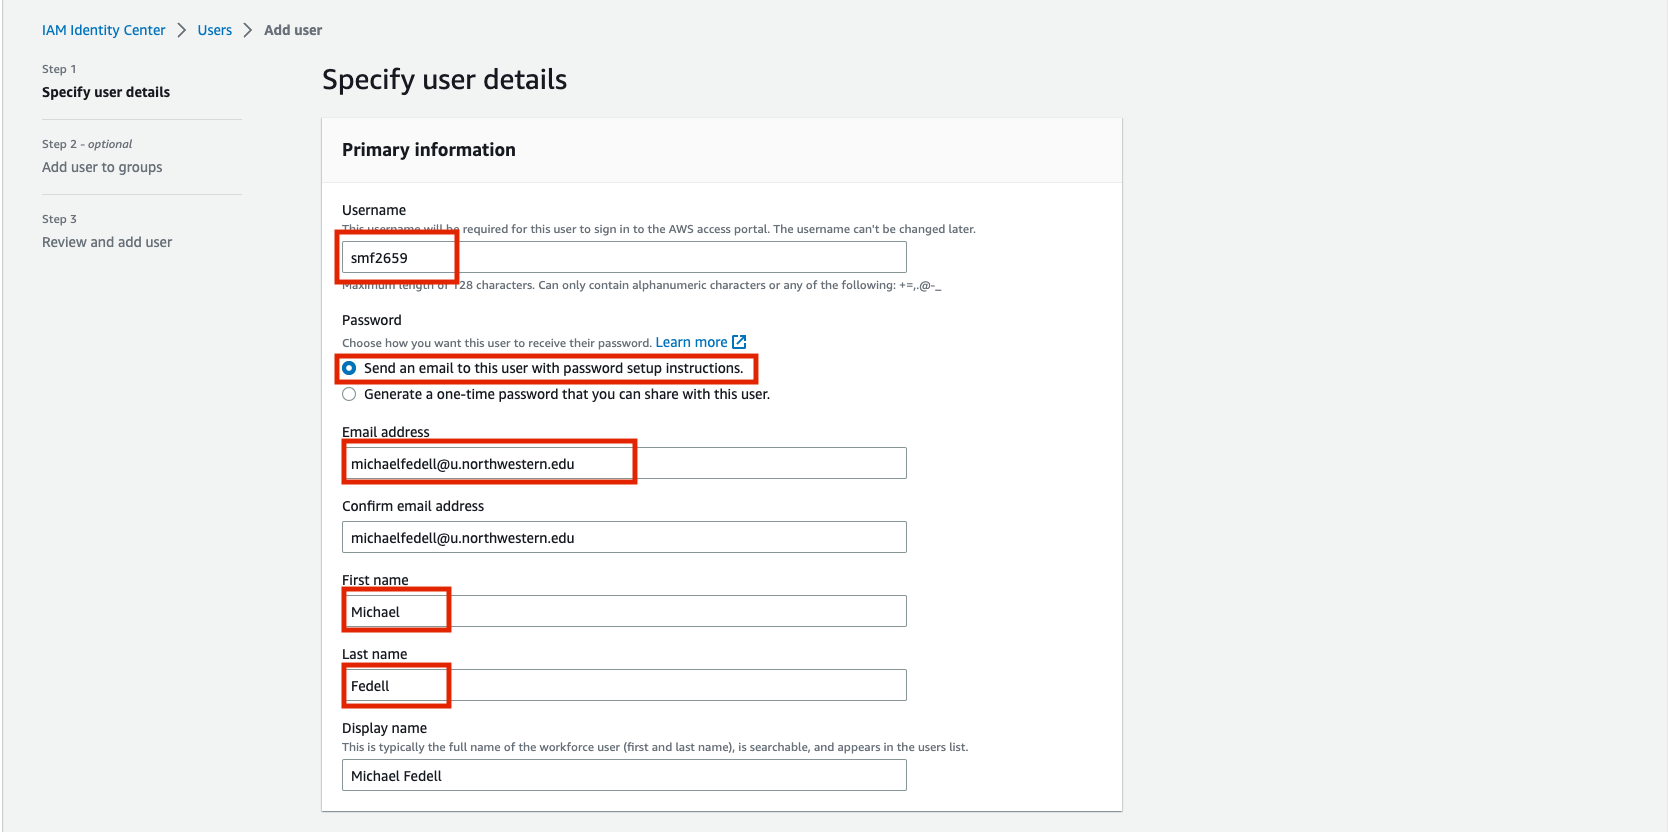 IAM Identity Center > Users > Add user
Step 1
Specify user details
Step 2 - optional
Add user to groups
Step 3
Review and add user
Specify user details
Primary information
Username
This username will be required for this user to sign in to the AWS access portal. The username can't be changed later.
smf2659
Maximum length of 128 characters. Can only contain alphanumeric characters or any of the following: +=,.@-_
Password
Choose how you want this user to receive their password. Learn more
Send an email to this user with password setup instructions.
Generate a one-time password that you can share with this user.
Email address
michaelfedell@u.northwestern.edu
Confirm email address
michaelfedell@u.northwestern.edu
First name
Michael
Last name
Fedell
Display name
This is typically the full name of the workforce user (first and last name), is searchable, and appears in the users list.
Michael Fedell